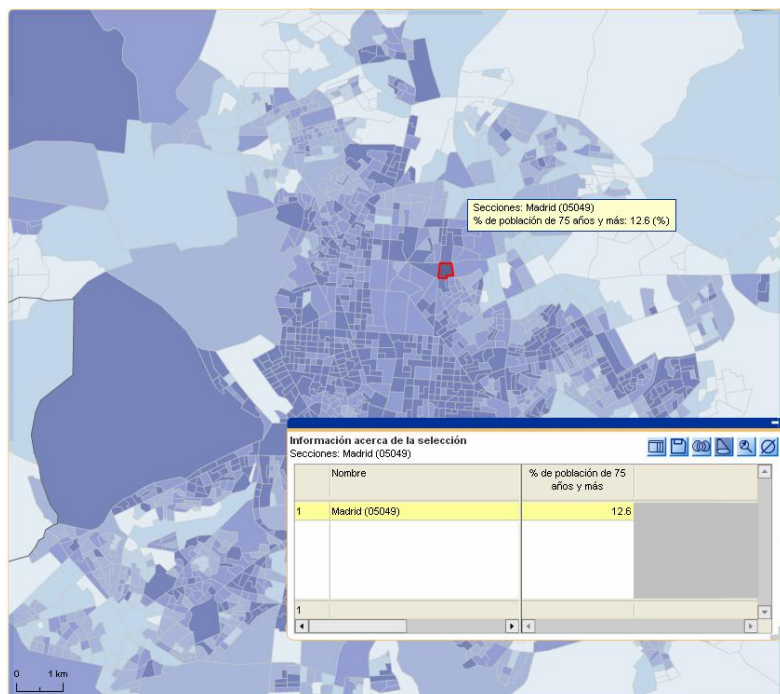 Secciones: Madrid (05049)
% de población de 75 años y más: 12.6 (%)
Información acerca de la selección
Secciones: Madrid (05049)
Nombre
% de población de 75
años y más
1
Madrid (05049)
12.6
1
0
1 km